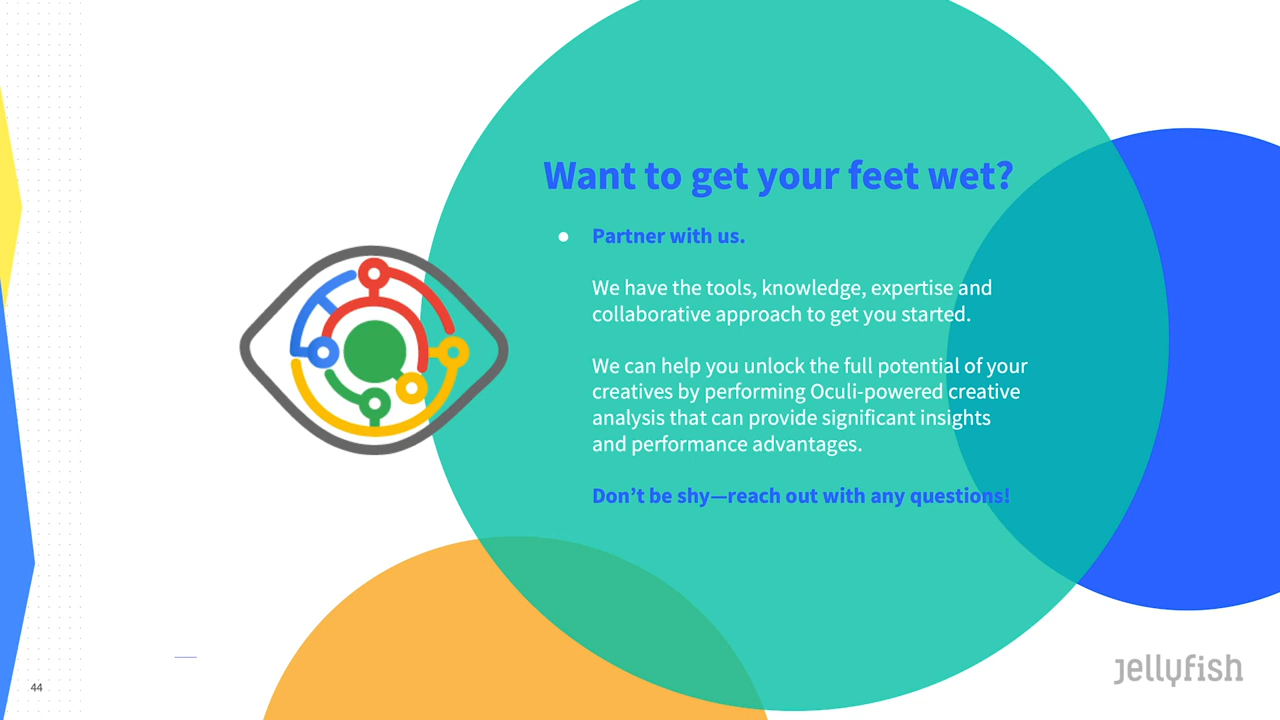 Want to get your feet wet?
● Partner with us.
We have the tools, knowledge, expertise and
collaborative approach to get you started.
We can help you unlock the full potential of your
creatives by performing Oculi-powered creative
analysis that can provide significant insights
and performance advantages.
Don’t be shy—reach out with any questions!
44
jellyfish